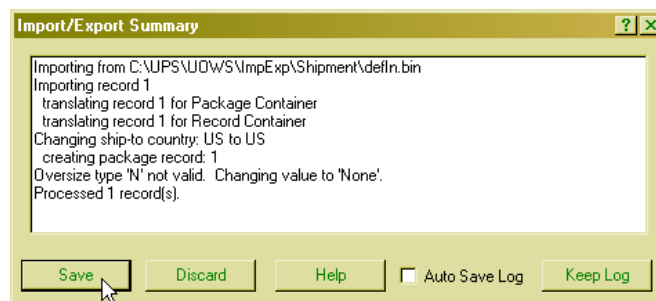 Import/Export Summary
Importing from C:\UPS\UOWS\ImpExp\Shipment\defIn.bin
Importing record 1
translating record 1 for Package Container
translating record 1 for Record Container
Changing ship-to country: US to US
creating package record: 1
Oversize type 'N' not valid.  Changing value to 'None'.
Processed 1 record(s).
Save Discard Help Auto Save Log Keep Log